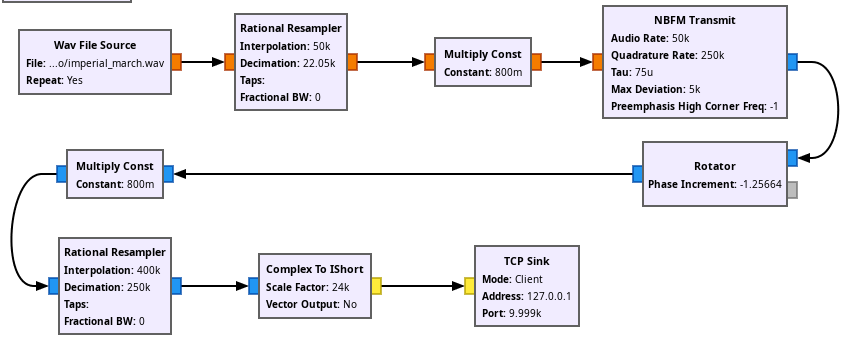 Wav File Source
File: ...o/imperial_march.wav
Repeat: Yes
Rational Resampler
Interpolation: 50k
Decimation: 22.05k
Taps:
Fractional BW: 0
Multiply Const
Constant: 800m
NBFM Transmit
Audio Rate: 50k
Quadrature Rate: 250k
Tau: 75u
Max Deviation: 5k
Preemphasis High Corner Freq: -1
Rotator
Phase Increment: -1.25664
Multiply Const
Constant: 800m
Rational Resampler
Interpolation: 400k
Decimation: 250k
Taps:
Fractional BW: 0
Complex To IShort
Scale Factor: 24k
Vector Output: No
TCP Sink
Mode: Client
Address: 127.0.0.1
Port: 9.999k